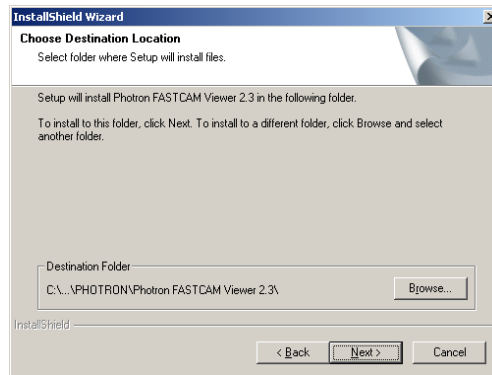 InstallShield Wizard
Choose Destination Location
Select folder where Setup will install files.
Setup will install Photron FASTCAM Viewer 2.3 in the following folder.
To install to this folder, click Next. To install to a different folder, click Browse and select
another folder.
Destination Folder
C:\...\PHOTRON\Photron FASTCAM Viewer 2.3\
Browse...
InstallShield
< Back
Next >
Cancel